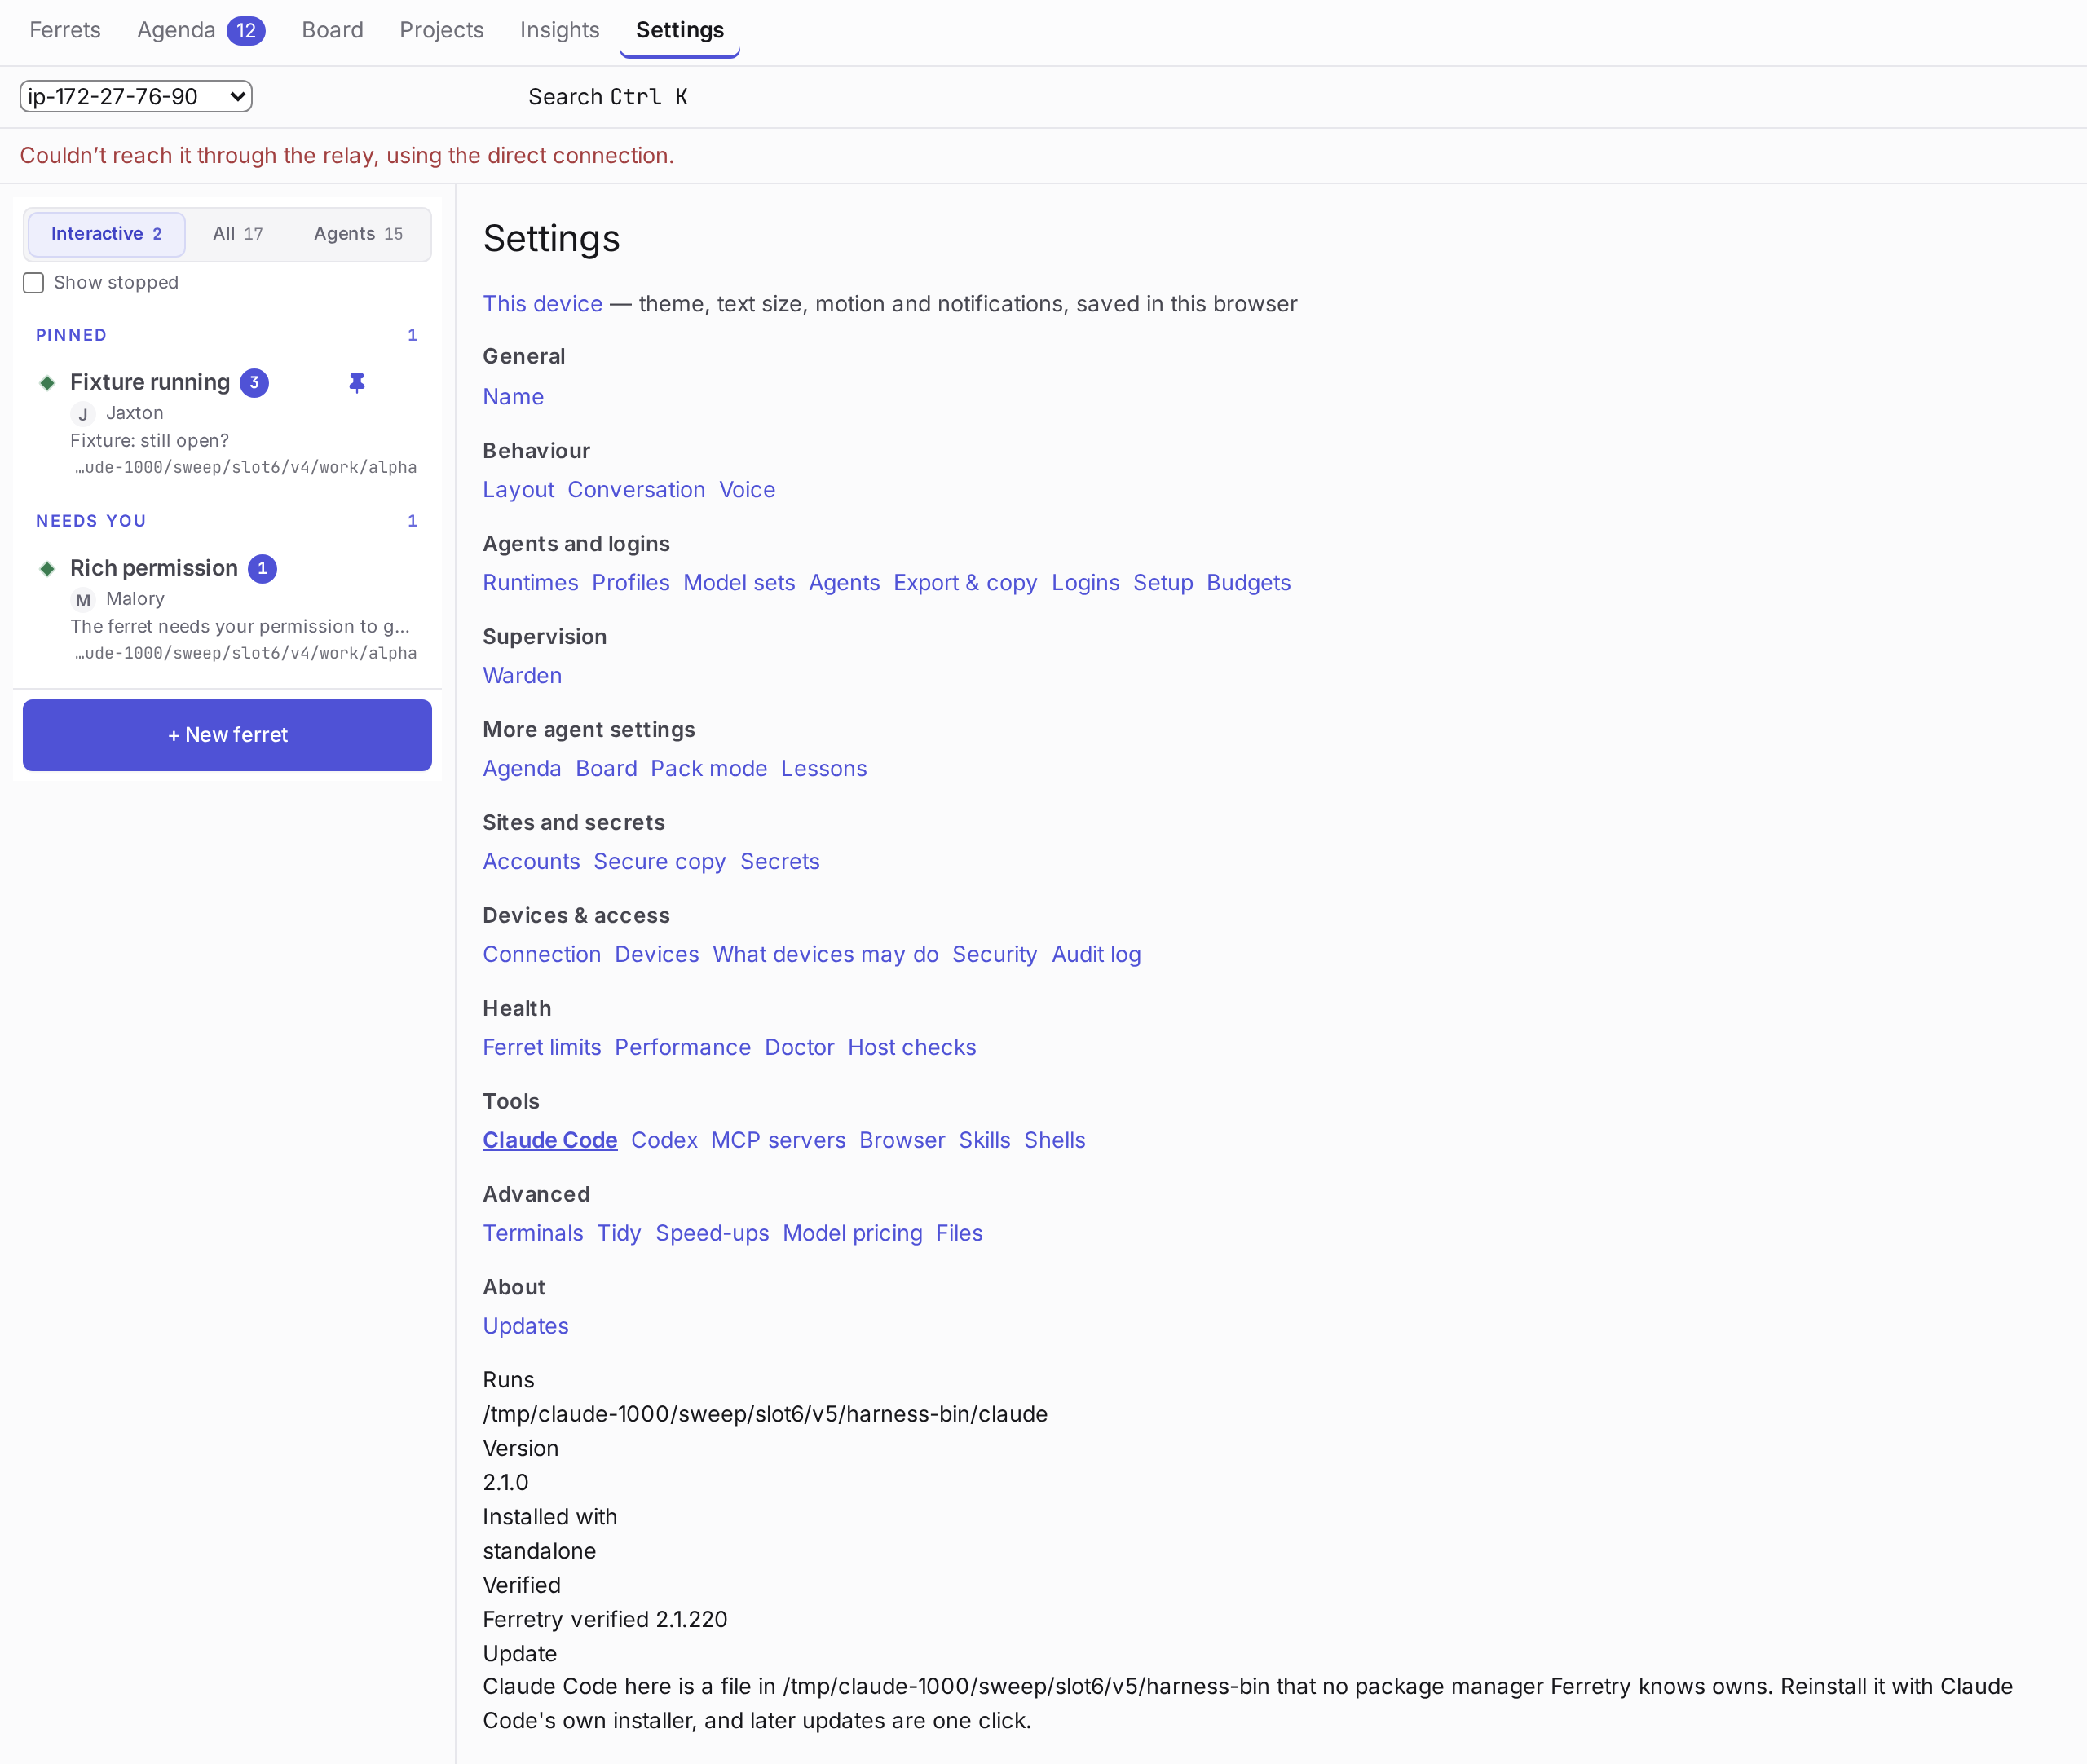 Ferrets Agenda 12 Board Projects Insights Settings
ip-172-27-76-90 Search Ctrl K
Couldn’t reach it through the relay, using the direct connection.
Interactive 2 All 17 Agents 15
Show stopped
PINNED 1
Fixture running 3
J Jaxton
Fixture: still open?
…ude-1000/sweep/slot6/v4/work/alpha
NEEDS YOU 1
Rich permission 1
M Malory
The ferret needs your permission to g…
…ude-1000/sweep/slot6/v4/work/alpha
+ New ferret
Settings
This device — theme, text size, motion and notifications, saved in this browser
General
Name
Behaviour
Layout Conversation Voice
Agents and logins
Runtimes Profiles Model sets Agents Export & copy Logins Setup Budgets
Supervision
Warden
More agent settings
Agenda Board Pack mode Lessons
Sites and secrets
Accounts Secure copy Secrets
Devices & access
Connection Devices What devices may do Security Audit log
Health
Ferret limits Performance Doctor Host checks
Tools
Claude Code Codex MCP servers Browser Skills Shells
Advanced
Terminals Tidy Speed-ups Model pricing Files
About
Updates
Runs
/tmp/claude-1000/sweep/slot6/v5/harness-bin/claude
Version
2.1.0
Installed with
standalone
Verified
Ferretry verified 2.1.220
Update
Claude Code here is a file in /tmp/claude-1000/sweep/slot6/v5/harness-bin that no package manager Ferretry knows owns. Reinstall it with Claude
Code's own installer, and later updates are one click.